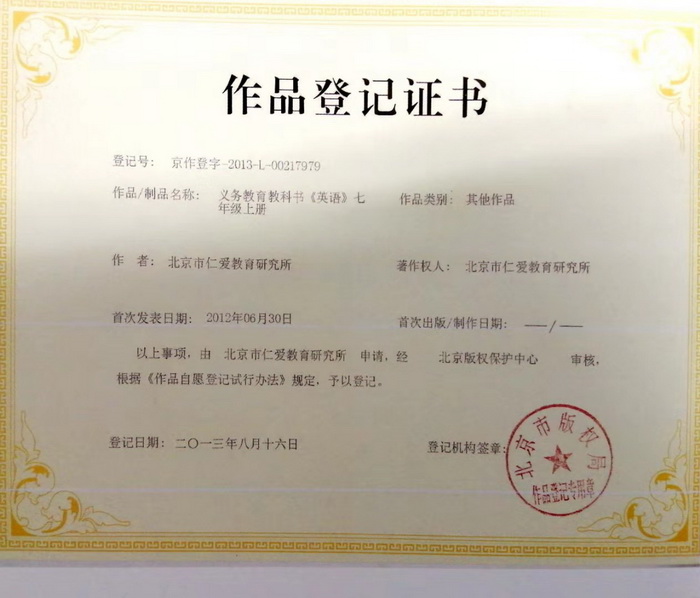 作品登记证书
登记号： 京作登字-2013-L-00217979
作品/制品名称： 义务教育教科书《英语》七
年级上册
作品类别： 其他作品
作 者： 北京市仁爱教育研究所
著作权人： 北京市仁爱教育研究所
首次发表日期： 2012年06月30日
首次出版/制作日期： ——/——
以上事项，由 北京市仁爱教育研究所 申请，经 北京版权保护中心 审核，
根据《作品自愿登记试行办法》规定，予以登记。
登记日期： 二〇一三年八月十六日
登记机构签章：
北京市版权局
作品登记专用章